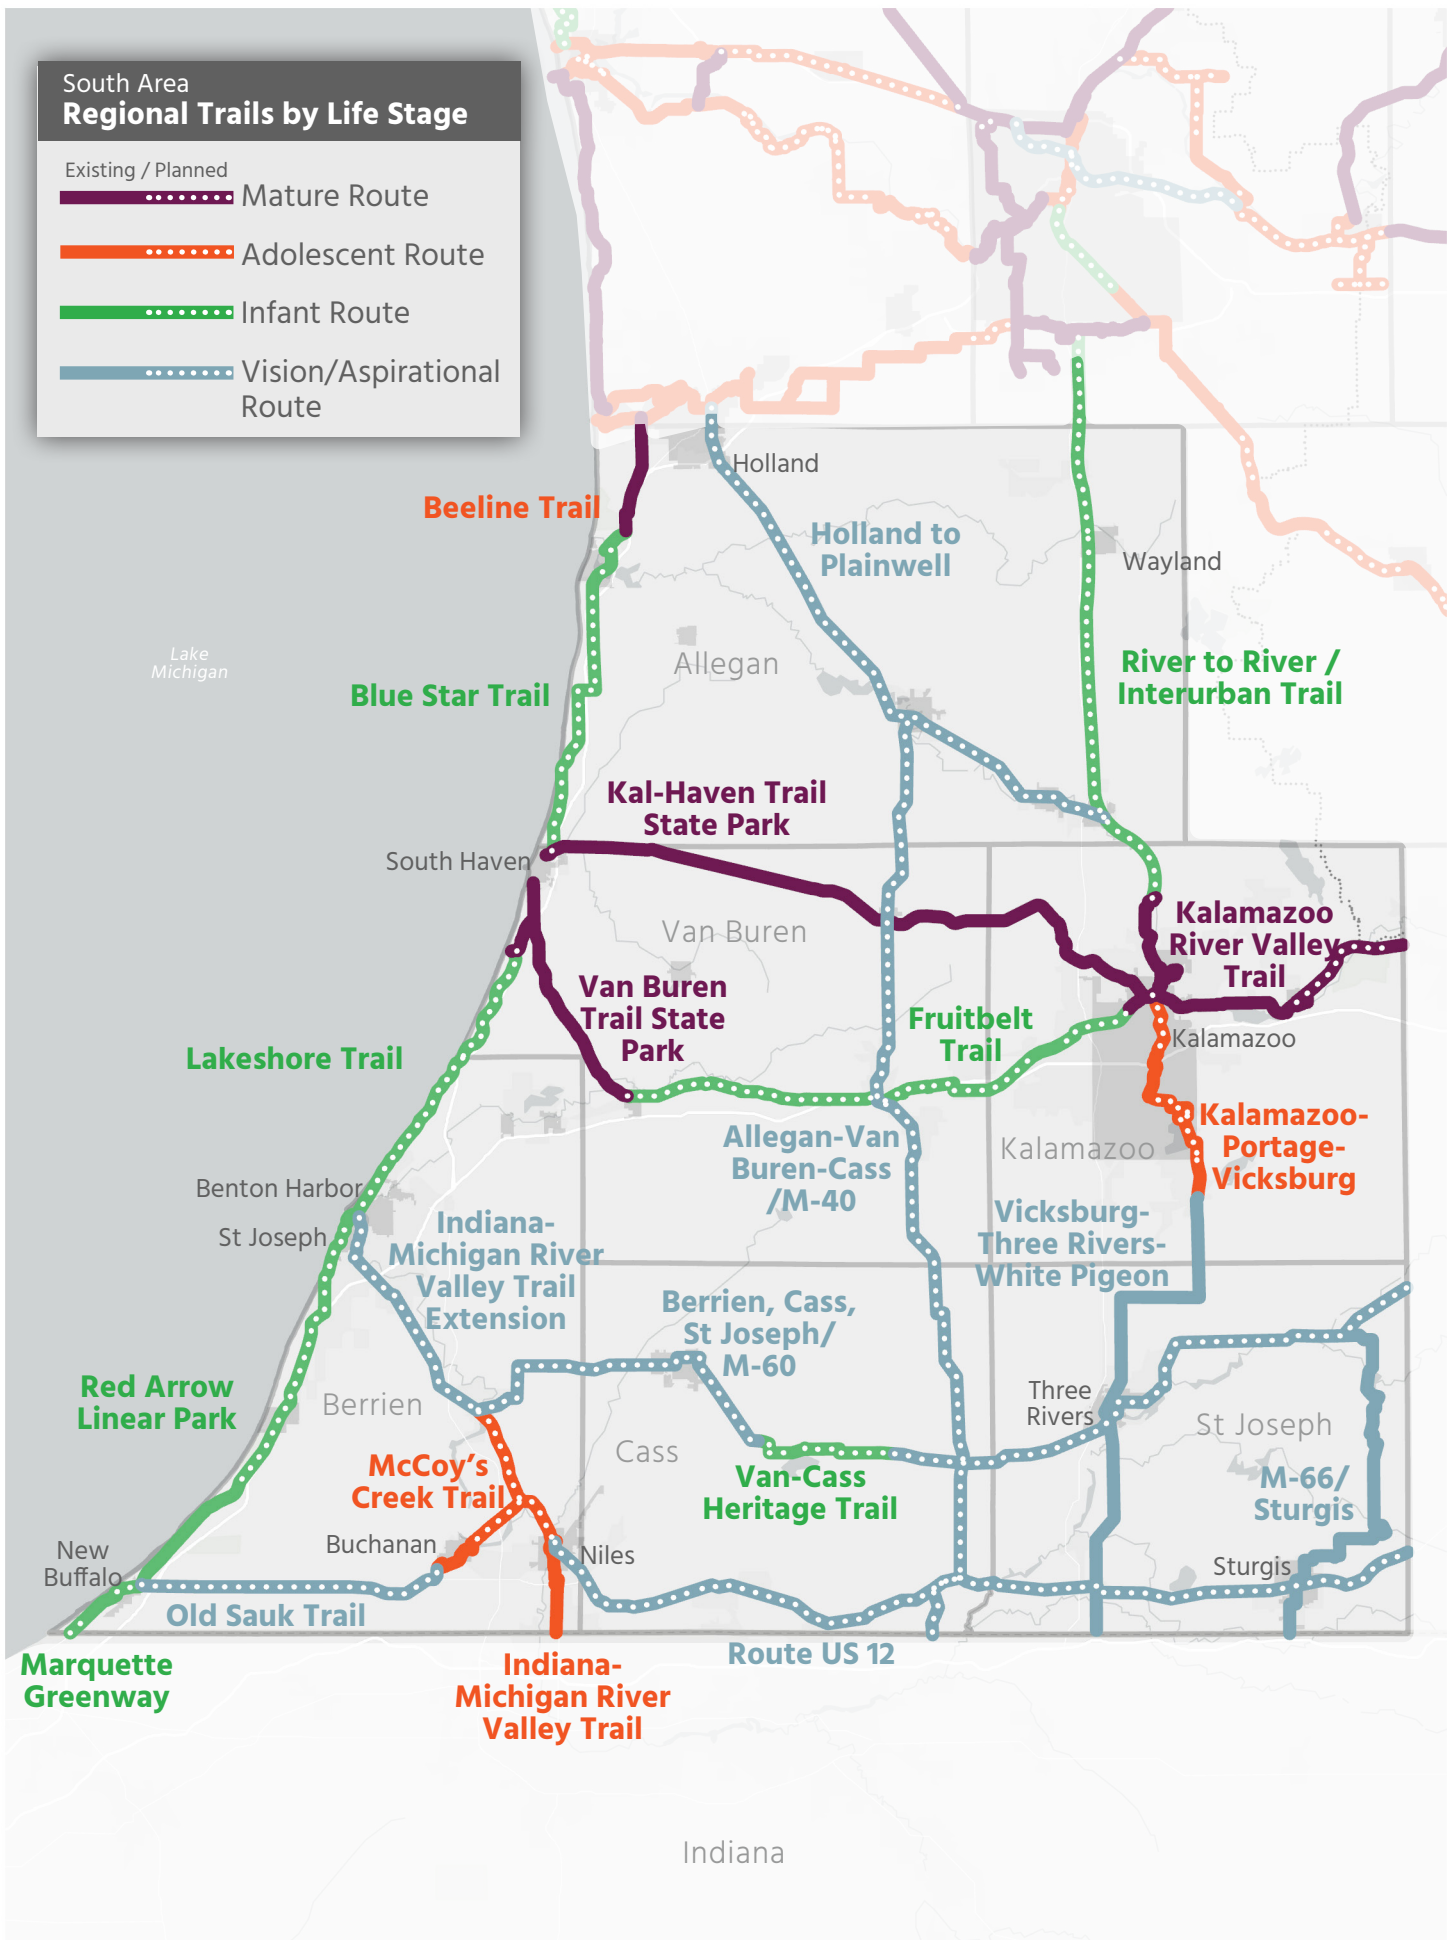 South Area
Regional Trails by Life Stage
Existing / Planned
Mature Route
Adolescent Route
Infant Route
Vision/Aspirational
Route
Holland
Beeline Trail
Holland to
Plainwell
Wayland
Lake
Michigan
Allegan
River to River /
Interurban Trail
Blue Star Trail
Kal-Haven Trail
State Park
South Haven
Kalamazoo
River Valley
Trail
Van Buren
Van Buren
Trail State
Park
Fruitbelt
Trail
Kalamazoo
Lakeshore Trail
Kalamazoo-
Portage-
Vicksburg
Allegan-Van
Buren-Cass
/M-40
Kalamazoo
Benton Harbor
St Joseph
Indiana-
Michigan River
Valley Trail
Extension
Vicksburg-
Three Rivers-
White Pigeon
Berrien, Cass,
St Joseph/
M-60
Red Arrow
Linear Park
Berrien
Three
Rivers
St Joseph
Cass
McCoy's
Creek Trail
Van-Cass
Heritage Trail
M-66/
Sturgis
Buchanan
New
Buffalo
Niles
Sturgis
Old Sauk Trail
Route US 12
Marquette
Greenway
Indiana-
Michigan River
Valley Trail
Indiana